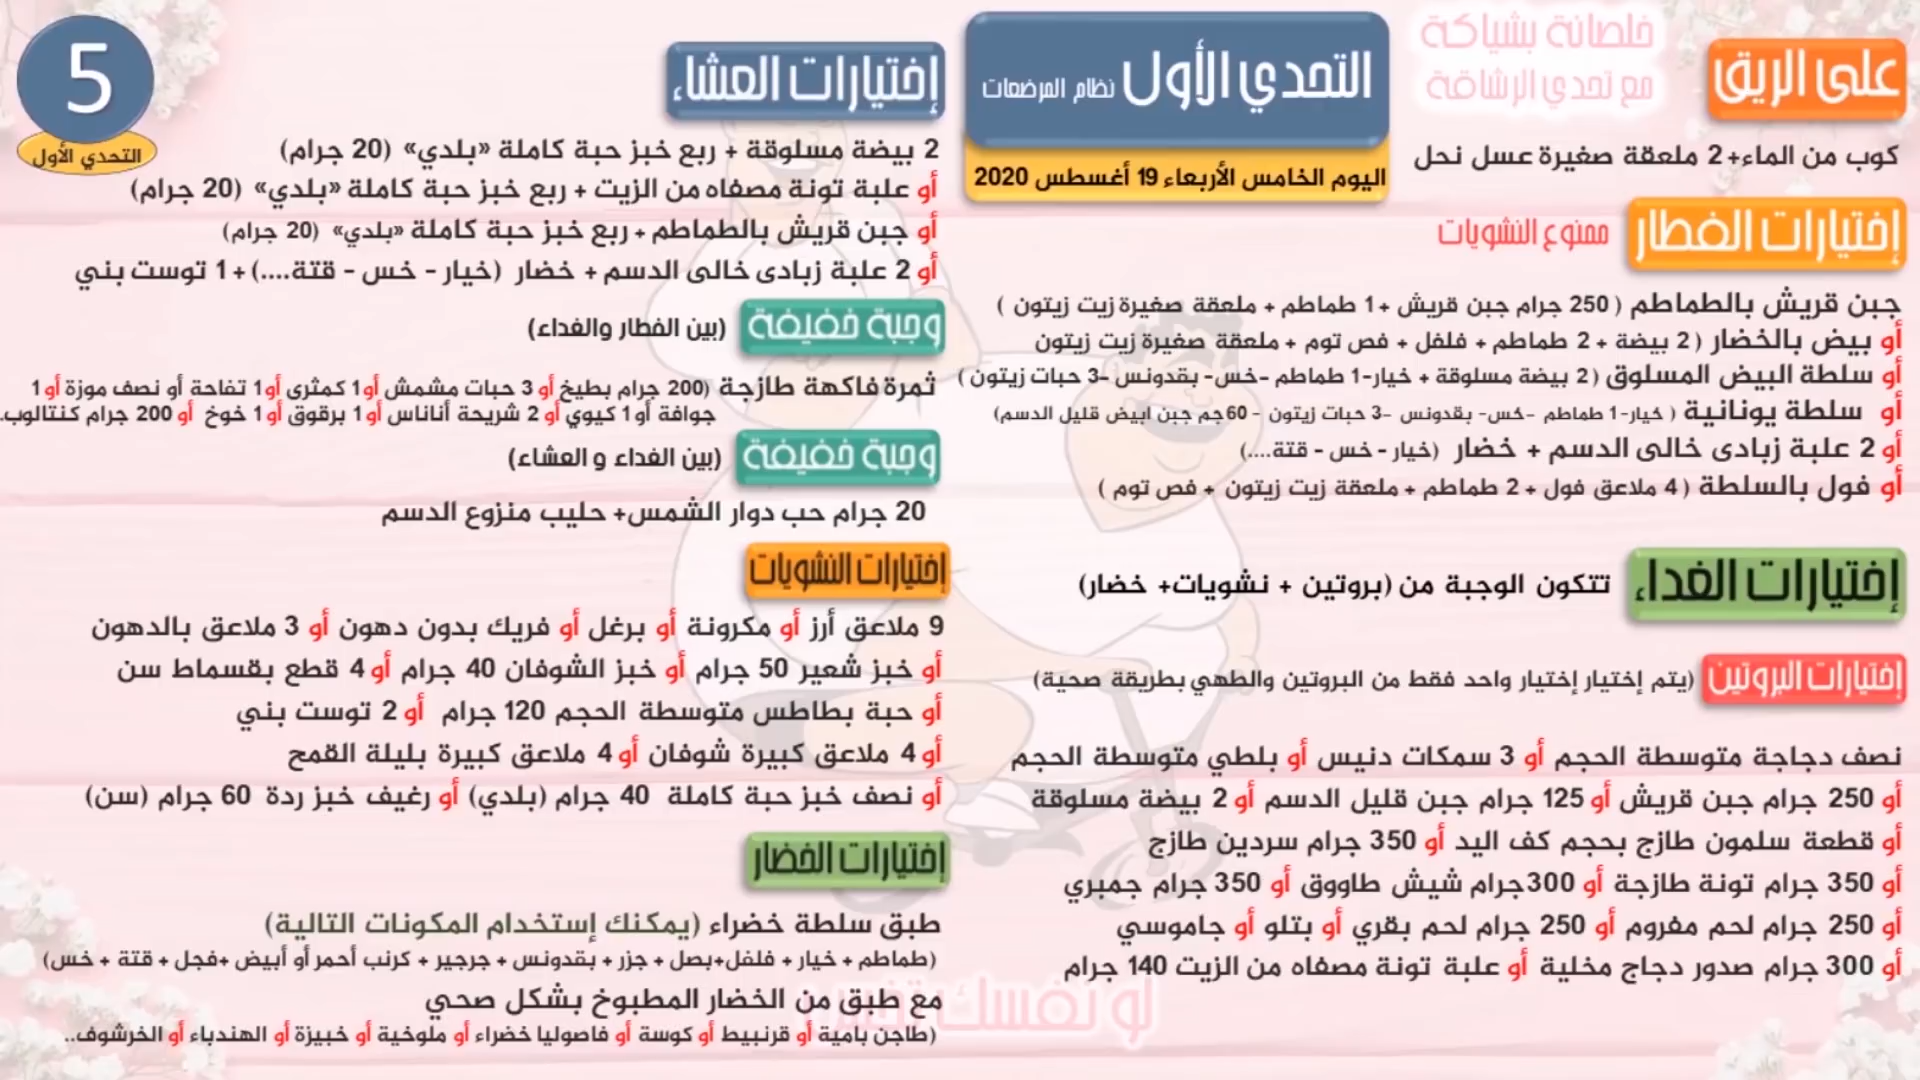 خلصانة بشياكة
مع تحدي الرشاقة
على الريق
كوب من الماء+ 2 ملعقة صغيرة عسل نحل
التحدي الأول نظام المرضعات
اليوم الخامس الأربعاء 19 أغسطس 2020
إختيارات الفطار ممنوع النشويات
جبن قريش بالطماطم ( 250 جرام جبن قريش + 1 طماطم + ملعقة صغيرة زيت زيتون )
أو بيض بالخضار ( 2 بيضة + 2 طماطم + فلفل + فص توم + ملعقة صغيرة زيت زيتون
أو سلطة البيض المسلوق ( 2 بيضة مسلوقة + خيار-1 طماطم -خس- بقدونس -3 حبات زيتون )
أو سلطة يونانية ( خيار-1 طماطم -خس- بقدونس -3 حبات زيتون - 60جم جبن ابيض قليل الدسم)
أو 2 علبة زبادى خالى الدسم + خضار (خيار - خس - قتة....)
أو فول بالسلطة ( 4 ملاعق فول + 2 طماطم + ملعقة زيت زيتون + فص توم )
إختيارات الغداء تتكون الوجبة من (بروتين + نشويات+ خضار)
إختيارات البروتين (يتم إختيار إختيار واحد فقط من البروتين والطهي بطريقة صحية)
نصف دجاجة متوسطة الحجم أو 3 سمكات دنيس أو بلطي متوسطة الحجم
أو 250 جرام جبن قريش أو 125 جرام جبن قليل الدسم أو 2 بيضة مسلوقة
أو قطعة سلمون طازج بحجم كف اليد أو 350 جرام سردين طازج
أو 350 جرام تونة طازجة أو 300جرام شيش طاووق أو 350 جرام جمبري
أو 250 جرام لحم مفروم أو 250 جرام لحم بقري أو بتلو أو جاموسي
أو 300 جرام صدور دجاج مخلية أو علبة تونة مصفاه من الزيت 140 جرام
5
التحدي الأول
إختيارات العشاء
2 بيضة مسلوقة + ربع خبز حبة كاملة «بلدي» (20 جرام)
أو علبة تونة مصفاه من الزيت + ربع خبز حبة كاملة «بلدي» (20 جرام)
أو جبن قريش بالطماطم + ربع خبز حبة كاملة «بلدي» (20 جرام)
أو 2 علبة زبادى خالى الدسم + خضار (خيار - خس - قتة....) + 1 توست بني
وجبة خفيفة (بين الفطار والغداء)
ثمرة فاكهة طازجة (200 جرام بطيخ أو 3 حبات مشمش أو 1 كمثرى أو 1 تفاحة أو نصف موزة أو 1
جوافة أو 1 كيوي أو 2 شريحة أناناس أو 1 برقوق أو 1 خوخ أو 200 جرام كنتالوب.
وجبة خفيفة (بين الغداء و العشاء)
20 جرام حب دوار الشمس+ حليب منزوع الدسم
إختيارات النشويات
9 ملاعق أرز أو مكرونة أو برغل أو فريك بدون دهون أو 3 ملاعق بالدهون
أو خبز شعير 50 جرام أو خبز الشوفان 40 جرام أو 4 قطع بقسماط سن
أو حبة بطاطس متوسطة الحجم 120 جرام أو 2 توست بني
أو 4 ملاعق كبيرة شوفان أو 4 ملاعق كبيرة بليلة القمح
أو نصف خبز حبة كاملة 40 جرام (بلدي) أو رغيف خبز ردة 60 جرام (سن)
إختيارات الخضار
طبق سلطة خضراء (يمكنك إستخدام المكونات التالية)
(طماطم + خيار + فلفل+بصل + جزر + بقدونس + جرجير + كرنب أحمر أو أبيض +فجل + قتة + خس)
مع طبق من الخضار المطبوخ بشكل صحي
(طاجن بامية أو قرنبيط أو كوسة أو فاصوليا خضراء أو ملوخية أو خبيزة أو الهندباء أو الخرشوف..
لو نفسك تخس